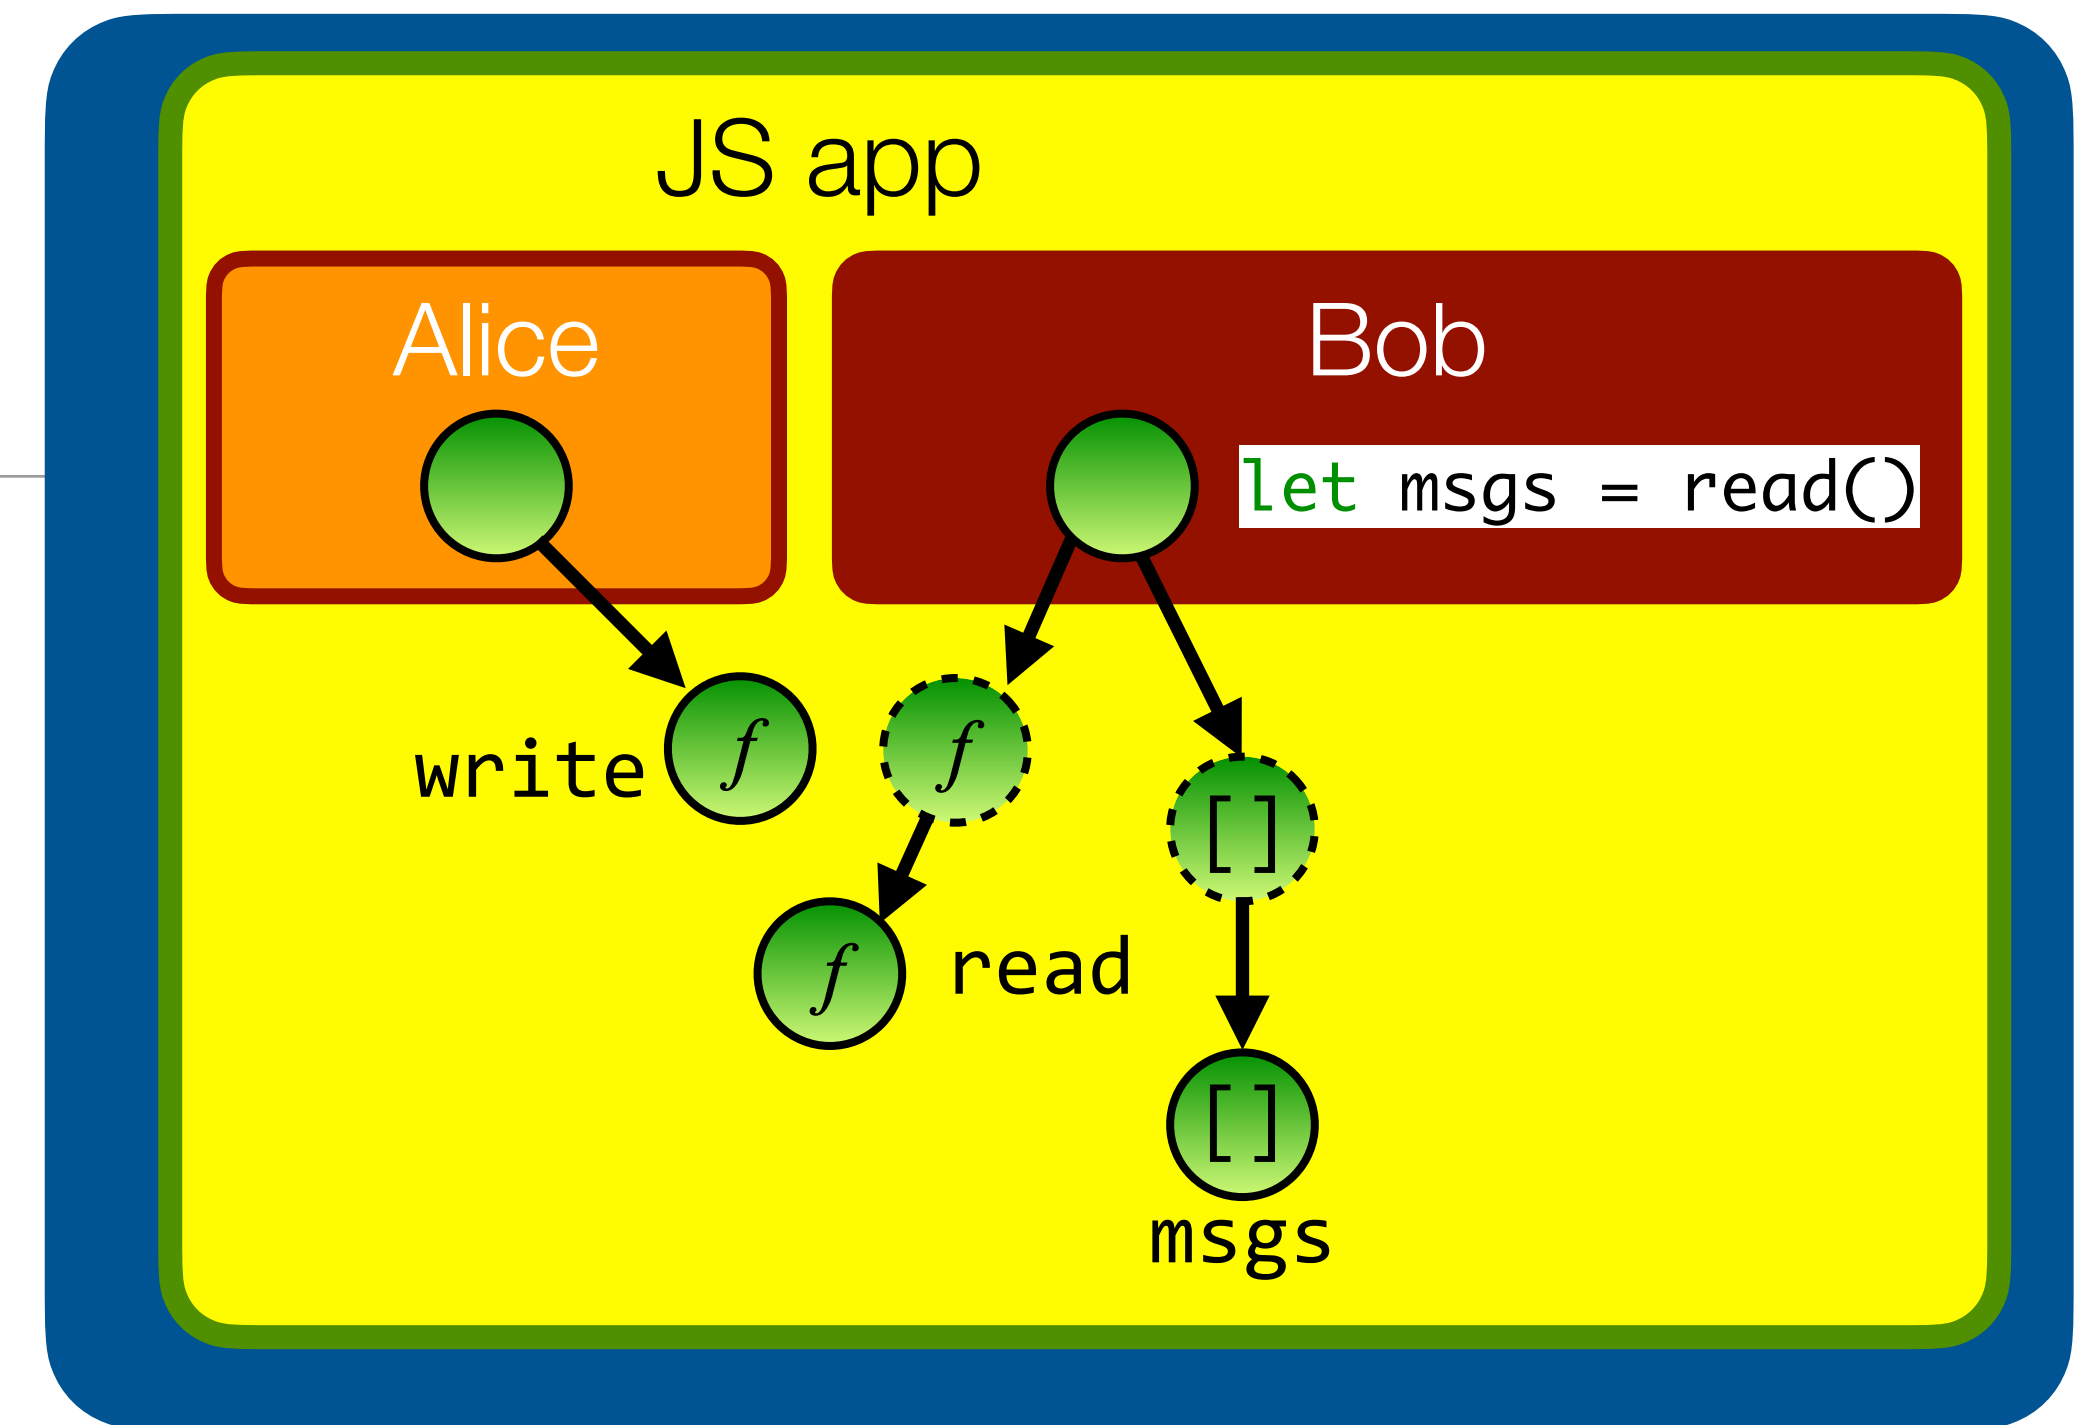 JS app
Alice
Bob
let msgs = read()
write
f
f
[]
f
read
[]
msgs